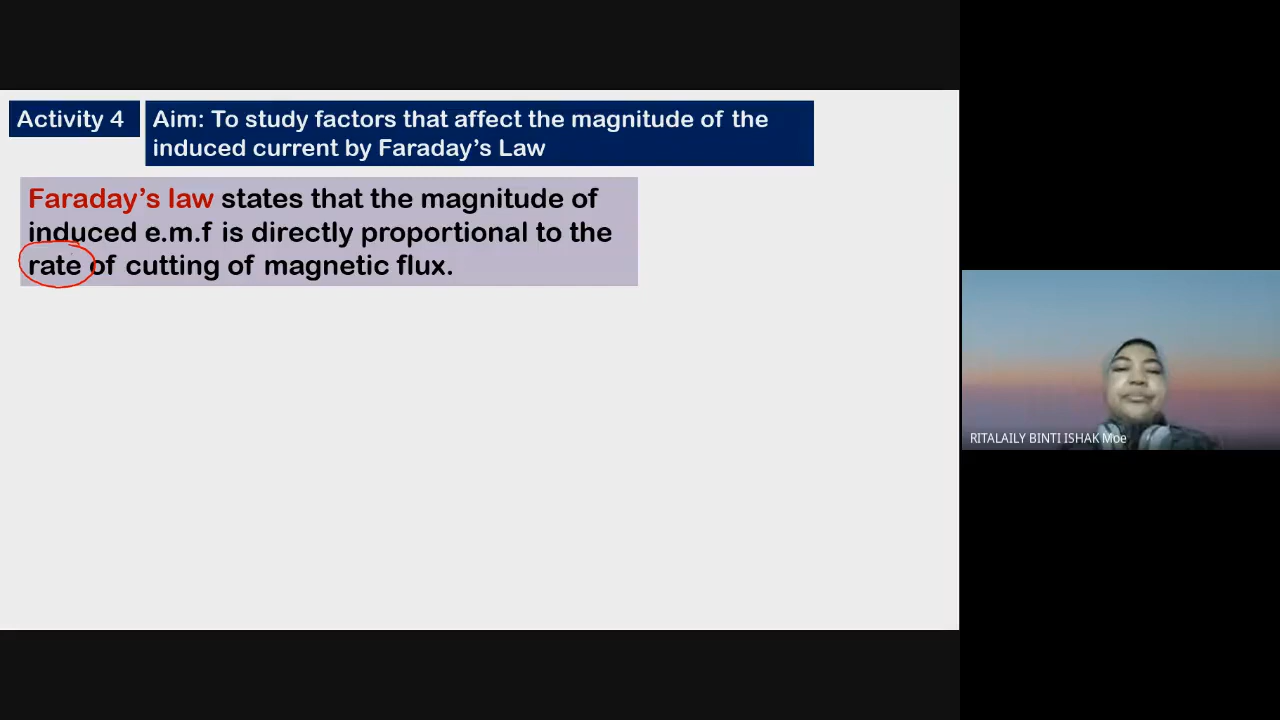 Activity 4
Aim: To study factors that affect the magnitude of the
induced current by Faraday's Law
Faraday's law states that the magnitude of
induced e.m.f is directly proportional to the
rate of cutting of magnetic flux.
RITALAILY BINTI ISHAK Moe